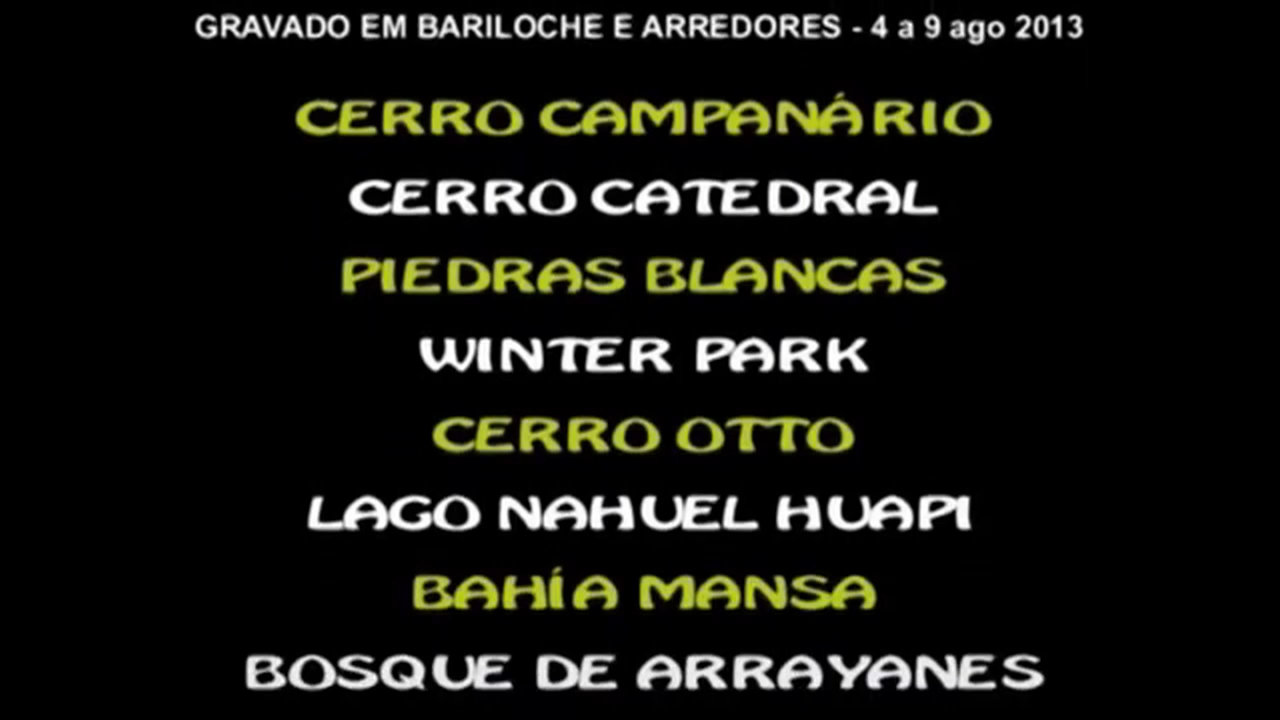 GRAVADO EM BARILOCHE E ARREDORES - 4 a 9 ago 2013
CERRO CAMPANÁRIO
CERRO CATEDRAL
PIEDRAS BLANCAS
WINTER PARK
CERRO OTTO
LAGO NAHUEL HUAPI
BAHÍA MANSA
BOSQUE DE ARRAYANES